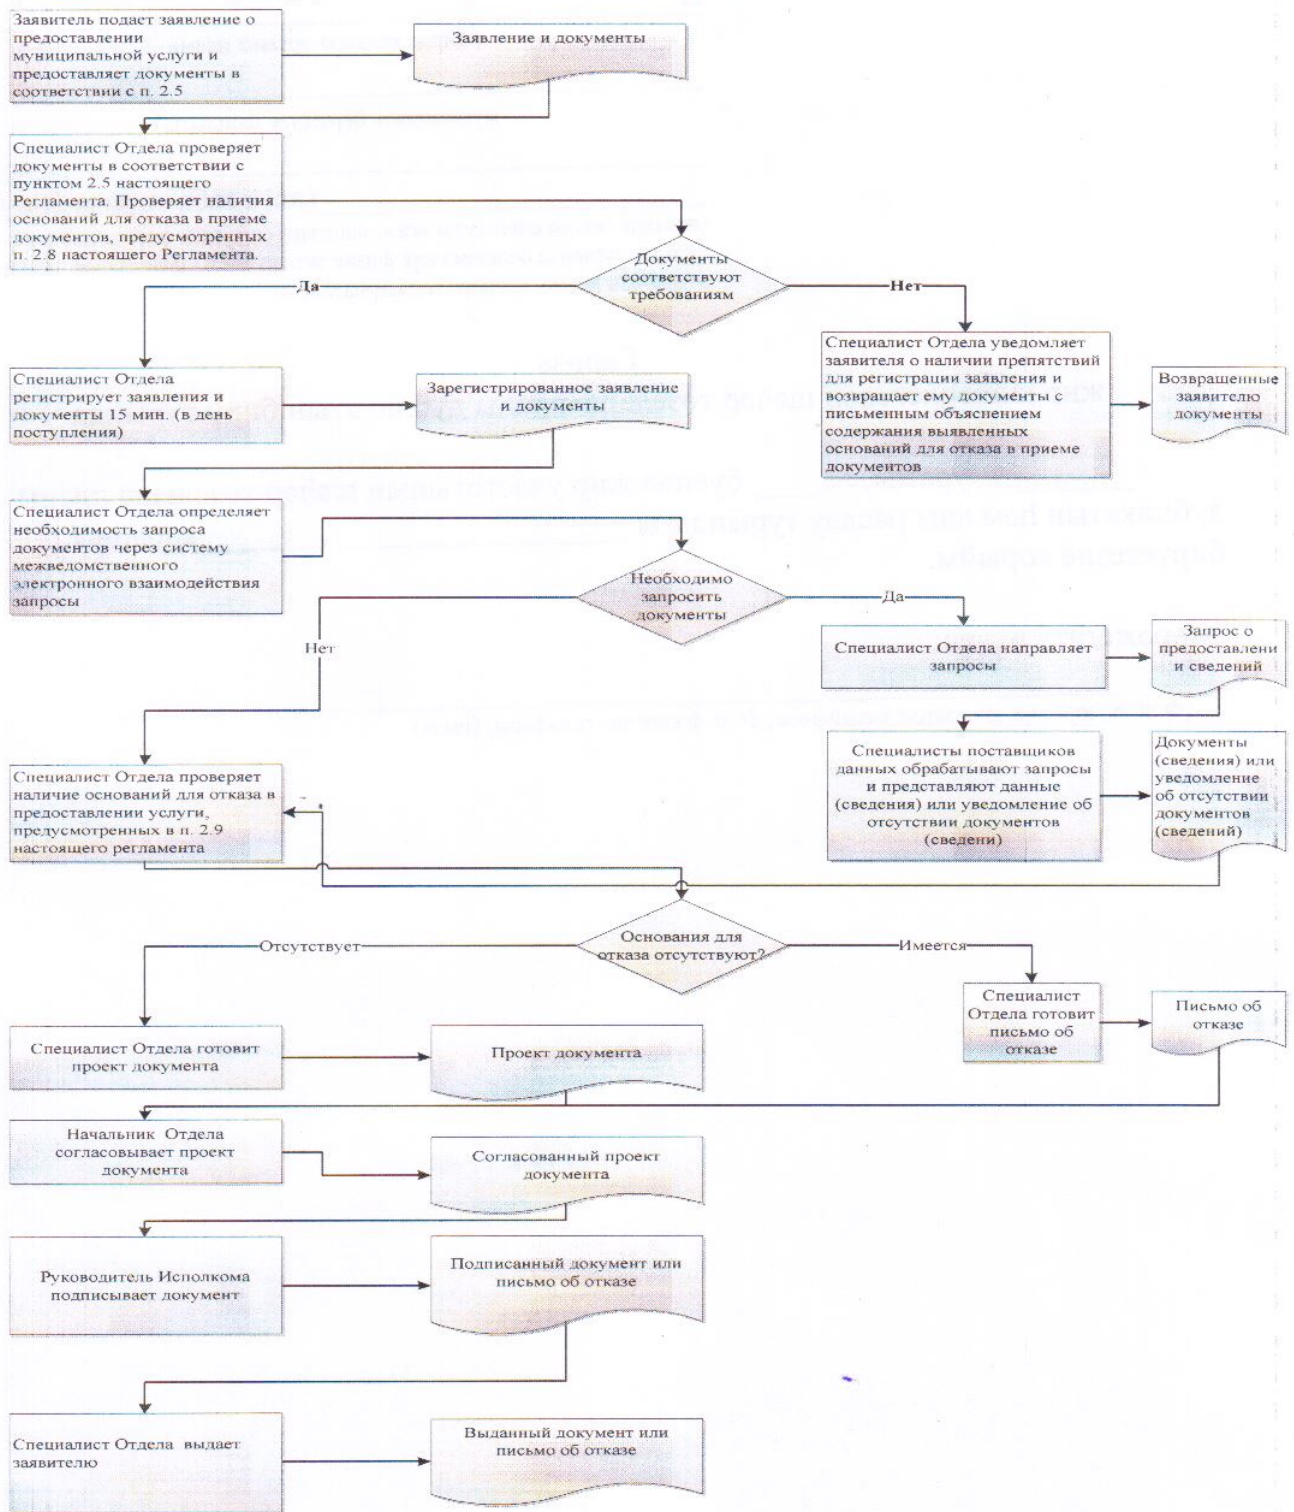 Заявитель подает заявление о
предоставлении
муниципальной услуги и
предоставляет документы в
соответствии с п. 2.5
Заявление и документы
Специалист Отдела проверяет
документы в соответствии с
пунктом 2.5 настоящего
Регламента. Проверяет наличия
оснований для отказа в приеме
документов, предусмотренных
п. 2.8 настоящего Регламента.
Документы
соответствуют
требованиям
Да
Нет
Специалист Отдела
регистрирует заявления и
документы 15 мин. (в день
поступления)
Зарегистрированное заявление
и документы
Специалист Отдела уведомляет
заявителя о наличии препятствий
для регистрации заявления и
возвращает ему документы с
письменным объяснением
содержания выявленных
оснований для отказа в приеме
документов
Возвращенные
заявителю
документы
Специалист Отдела определяет
необходимость запроса
документов через систему
межведомственного
электронного взаимодействия
запросы
Необходимо
запросить
документы
Да
Нет
Специалист Отдела направляет
запросы
Запрос о
предоставлени
и сведений
Специалист Отдела проверяет
наличие оснований для отказа в
предоставлении услуги,
предусмотренных в п. 2.9
настоящего регламента
Специалисты поставщиков
данных обрабатывают запросы
и представляют данные
(сведения) или уведомление об
отсутствии документов
(сведени)
Документы
(сведения) или
уведомление
об отсутствии
документов
(сведений)
Основания для
отказа отсутствуют?
Отсутствует
Имеется
Специалист
Отдела готовит
письмо об
отказе
Письмо об
отказе
Специалист Отдела готовит
проект документа
Проект документа
Начальник Отдела
согласовывает проект
документа
Согласованный проект
документа
Руководитель Исполкома
подписывает документ
Подписанный документ или
письмо об отказе
Специалист Отдела выдает
заявителю
Выданный документ или
письмо об отказе